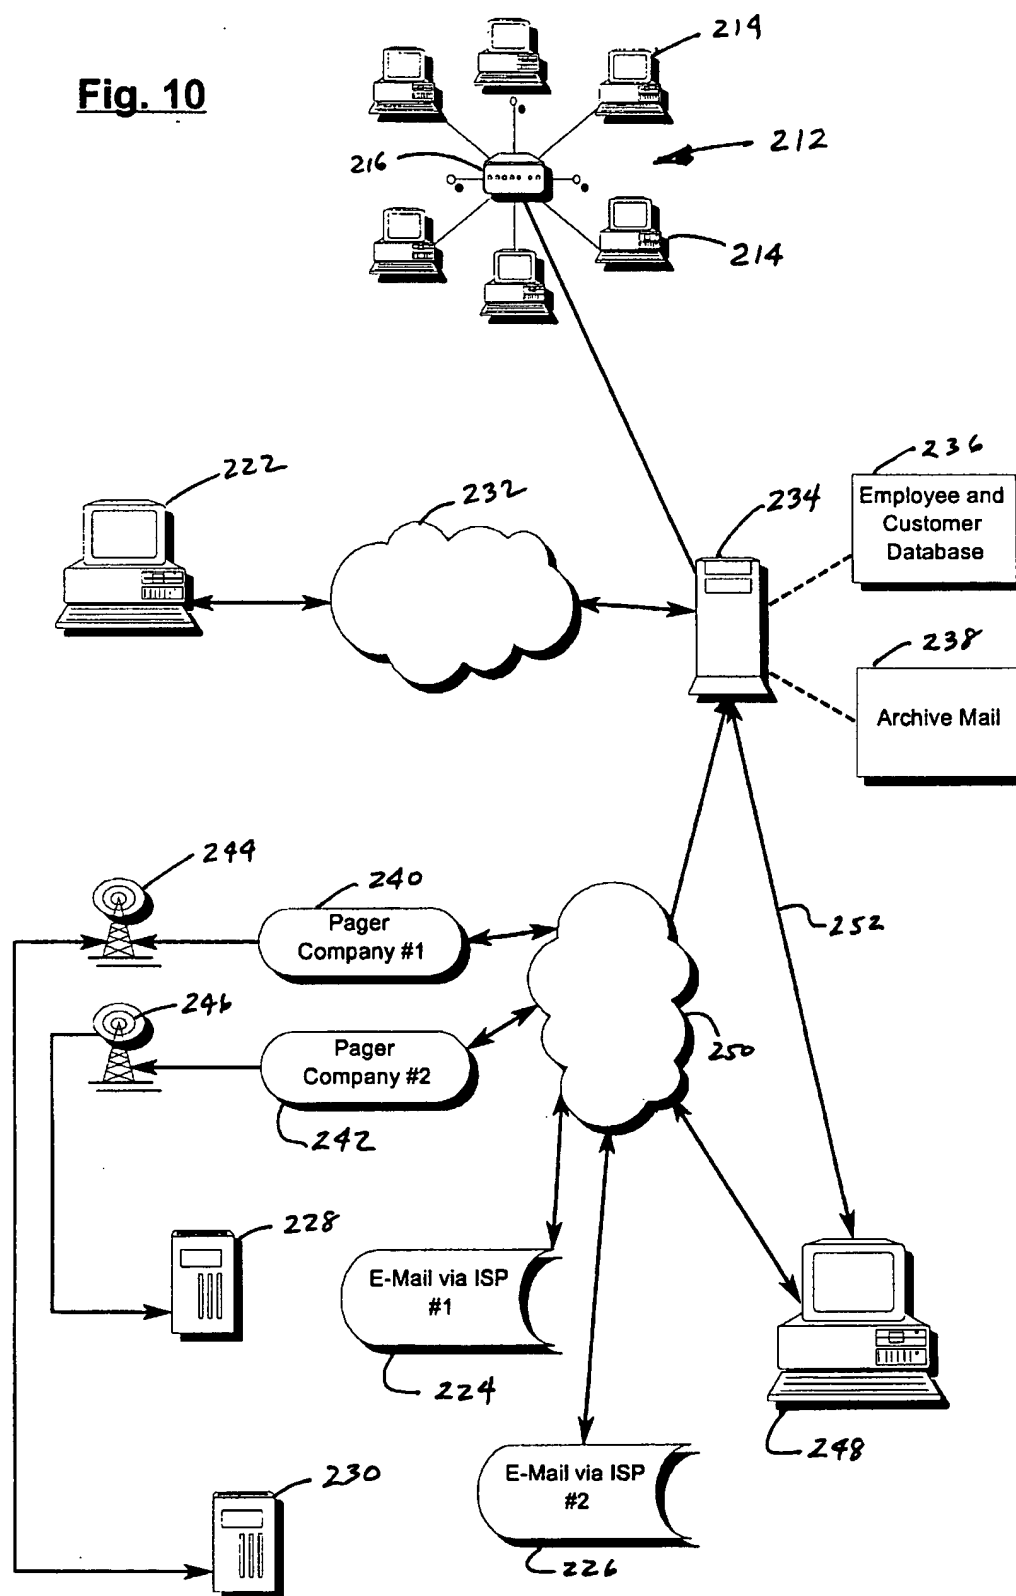 Fig. 10
214
212
216
214
222
232
234
236
Employee and
Customer
Database
238
Archive Mail
244
240
Pager
Company #1
252
246
Pager
Company #2
250
242
228
E-Mail via ISP
#1
224
248
230
E-Mail via ISP
#2
226